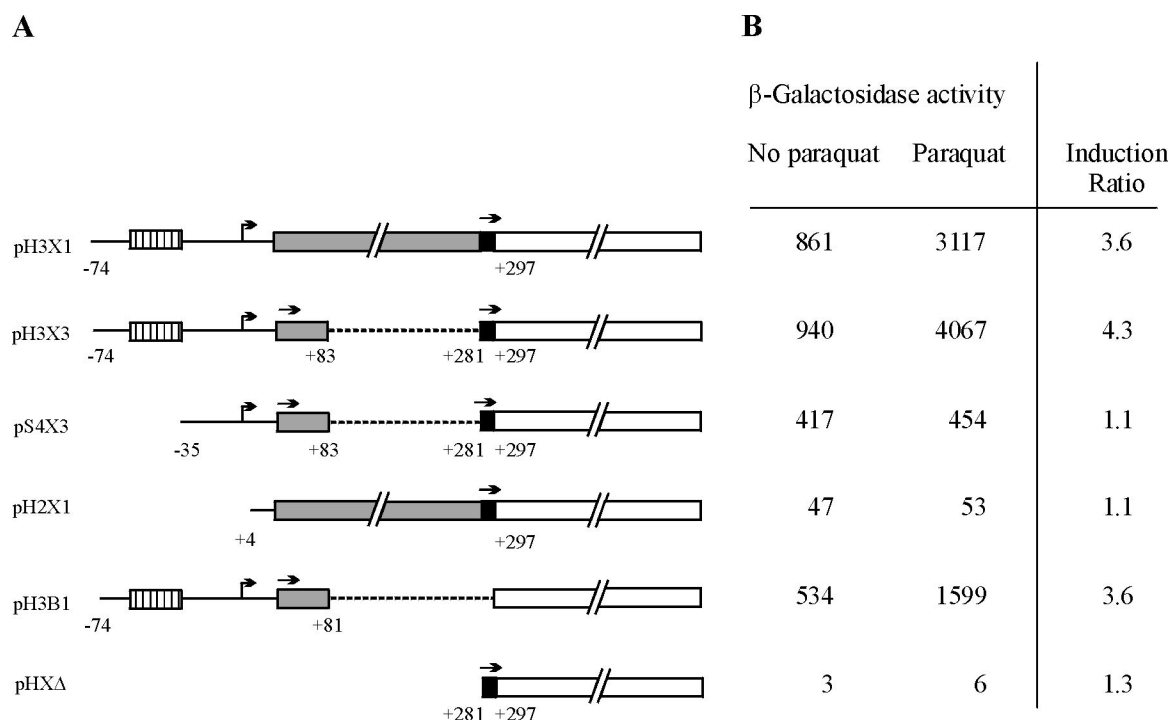 A
B
β-Galactosidase activity
No paraquat Paraquat Induction
Ratio
pH3X1 861 3117 3.6
-74 +297
pH3X3 940 4067 4.3
-74 +83 +281 +297
pS4X3 417 454 1.1
-35 +83 +281 +297
pH2X1 47 53 1.1
+4 +297
pH3B1 534 1599 3.6
-74 +81
pHXΔ 3 6 1.3
+281 +297